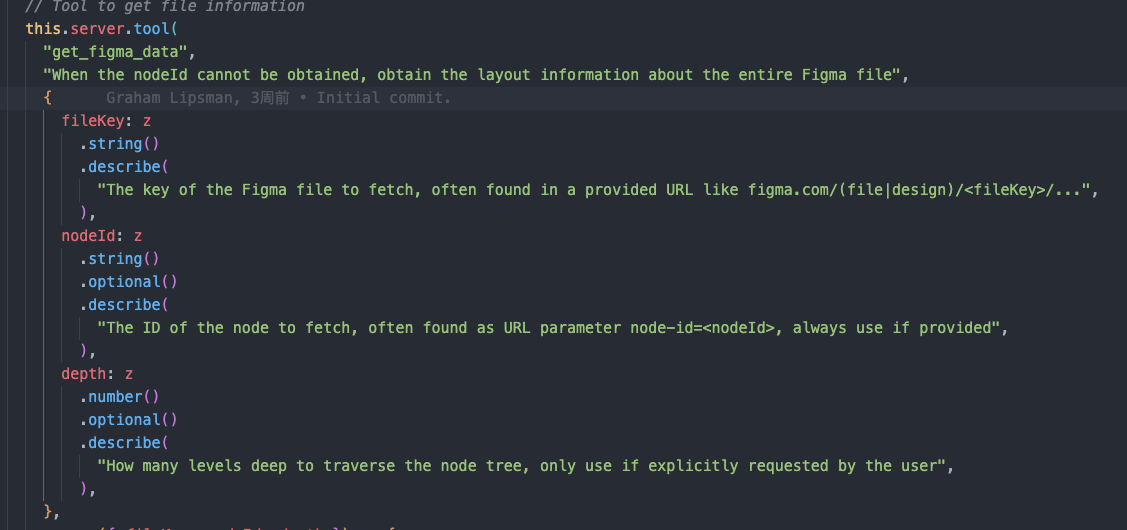 // Tool to get file information
this.server.tool(
"get_figma_data",
"When the nodeId cannot be obtained, obtain the layout information about the entire Figma file",
{ Graham Lipsman, 3周前 • Initial commit.
fileKey: z
.string()
.describe(
"The key of the Figma file to fetch, often found in a provided URL like figma.com/(file|design)/<fileKey>/...",
),
nodeId: z
.string()
.optional()
.describe(
"The ID of the node to fetch, often found as URL parameter node-id=<nodeId>, always use if provided",
),
depth: z
.number()
.optional()
.describe(
"How many levels deep to traverse the node tree, only use if explicitly requested by the user",
),
},